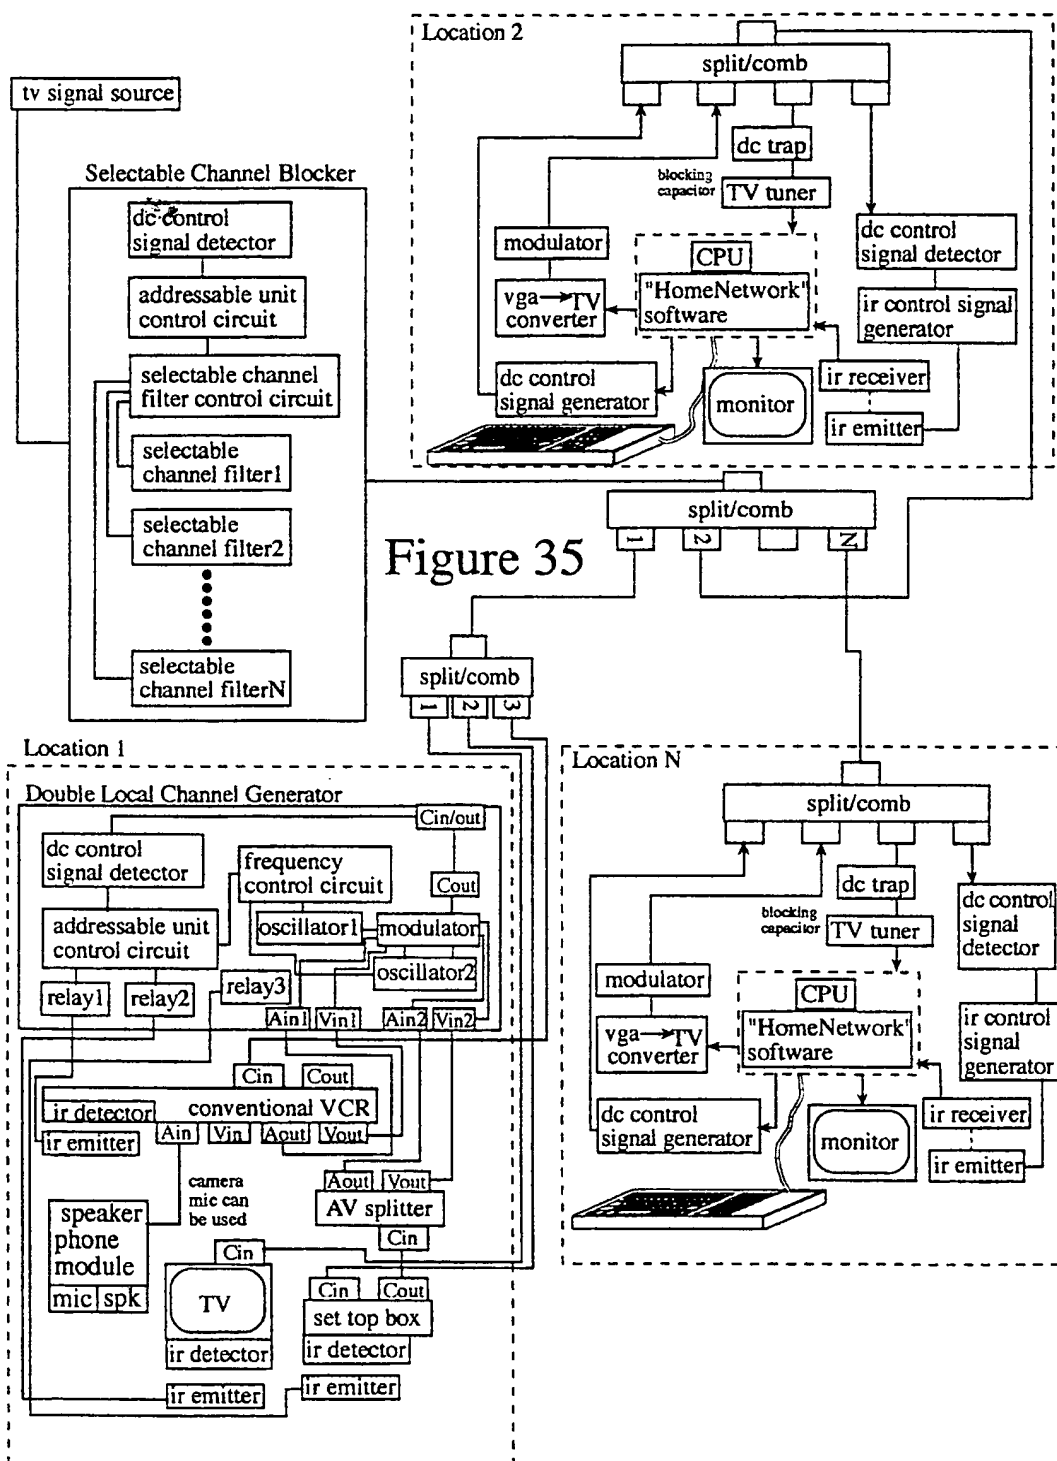 Location 2
split/comb
tv signal source
dc trap
Selectable Channel Blocker
blocking
capacitor
TV tuner
dc control
signal detector
modulator
CPU
dc control
signal detector
addressable unit
control circuit
vga→TV
converter
"HomeNetwork"
software
ir control signal
generator
selectable channel
filter control circuit
dc control
signal generator
monitor
ir receiver
ir emitter
selectable
channel filter1
split/comb
1
2
N
selectable
channel filter2
Figure 35
selectable
channel filterN
split/comb
1
2
3
Location 1
Location N
Double Local Channel Generator
Cin/out
split/comb
dc control
signal detector
frequency
control circuit
Cout
dc trap
blocking
capacitor
TV tuner
dc control
signal
detector
addressable unit
control circuit
oscillator1
modulator
oscillator2
relay1
relay2
relay3
Ain1
Vin1
Ain2
Vin2
modulator
CPU
vga→TV
converter
"HomeNetwork"
software
ir control
signal
generator
Cin
Cout
ir detector
conventional VCR
ir emitter
Ain
Vin
Aout
Vout
dc control
signal generator
monitor
ir receiver
ir emitter
camera
mic can
be used
Aout
Vout
AV splitter
Cin
speaker
phone
module
mic
spk
Cin
TV
ir detector
Cin
Cout
set top box
ir detector
ir emitter
ir emitter